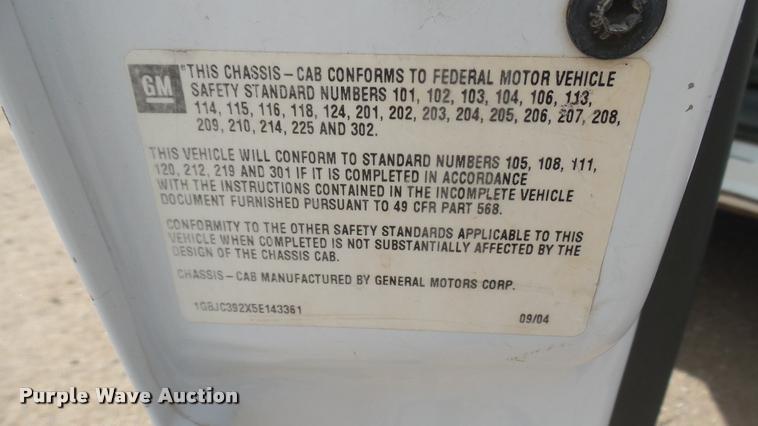 GM
"THIS CHASSIS-CAB CONFORMS TO FEDERAL MOTOR VEHICLE
SAFETY STANDARD NUMBERS 101, 102, 103, 104, 106, 113,
114, 115, 116, 118, 124, 201, 202, 203, 204, 205, 206, 207, 208,
209, 210, 214, 225 AND 302.
THIS VEHICLE WILL CONFORM TO STANDARD NUMBERS 105, 108, 111,
120, 212, 219 AND 301 IF IT IS COMPLETED IN ACCORDANCE
WITH THE INSTRUCTIONS CONTAINED IN THE INCOMPLETE VEHICLE
DOCUMENT FURNISHED PURSUANT TO 49 CFR PART 568.
CONFORMITY TO THE OTHER SAFETY STANDARDS APPLICABLE TO THIS
VEHICLE WHEN COMPLETED IS NOT SUBSTANTIALLY AFFECTED BY THE
DESIGN OF THE CHASSIS CAB.
CHASSIS-CAB MANUFACTURED BY GENERAL MOTORS CORP.
1GBJC392X5E143361
09/04
Purple Wave Auction